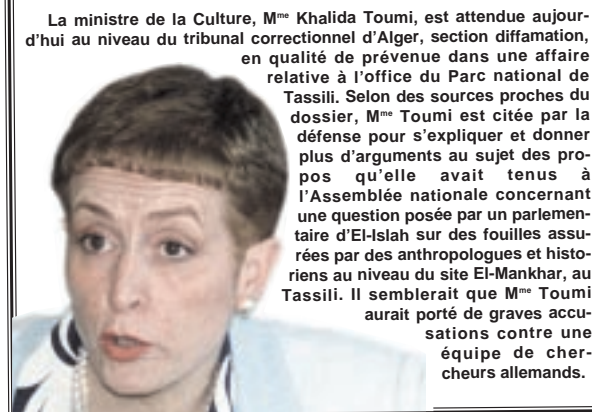 La ministre de la Culture, Mme Khalida Toumi, est attendue aujour-
d'hui au niveau du tribunal correctionnel d'Alger, section diffamation,
en qualité de prévenue dans une affaire
relative à l'office du Parc national de
Tassili. Selon des sources proches du
dossier, Mme Toumi est citée par la
défense pour s'expliquer et donner
plus d'arguments au sujet des pro-
pos qu'elle avait tenus à
l'Assemblée nationale concernant
une question posée par un parlemen-
taire d'El-Islah sur des fouilles assu-
rées par des anthropologues et histo-
riens au niveau du site El-Mankhar, au
Tassili. Il semblerait que Mme Toumi
aurait porté de graves accu-
sations contre une
équipe de cher-
cheurs allemands.